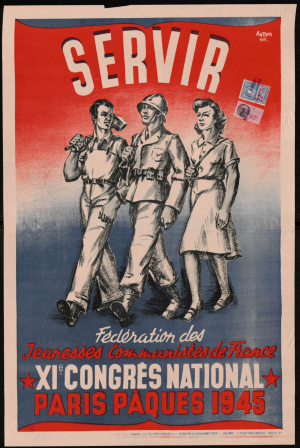 SERVIR
Fédération des
Jeunesses Communistes de France
XIᵉ CONGRÈS NATIONAL
PARIS PÂQUES 1945